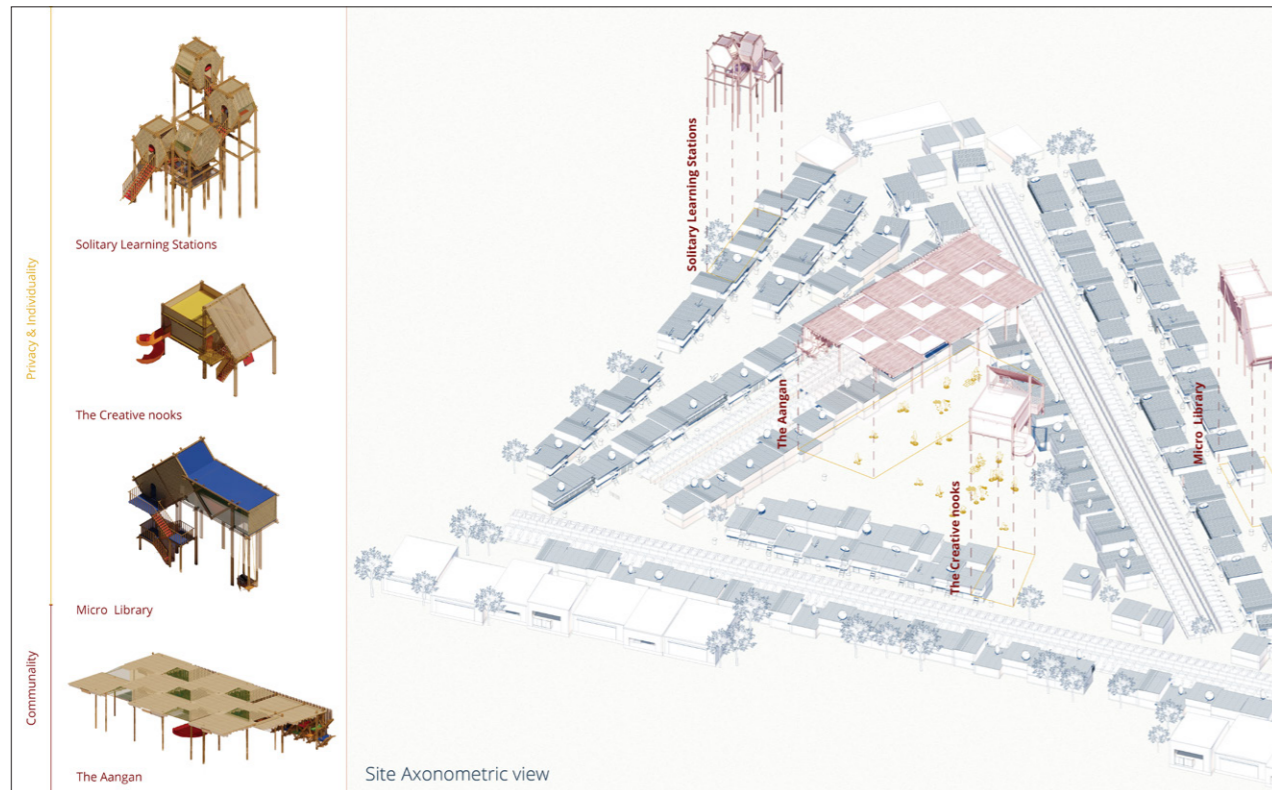 Privacy & Individuality
Solitary Learning Stations
The Creative nooks
Micro Library
Communality
The Aangan
Solitary Learning Stations
The Aangan
The Creative nooks
Micro Library
Site Axonometric view